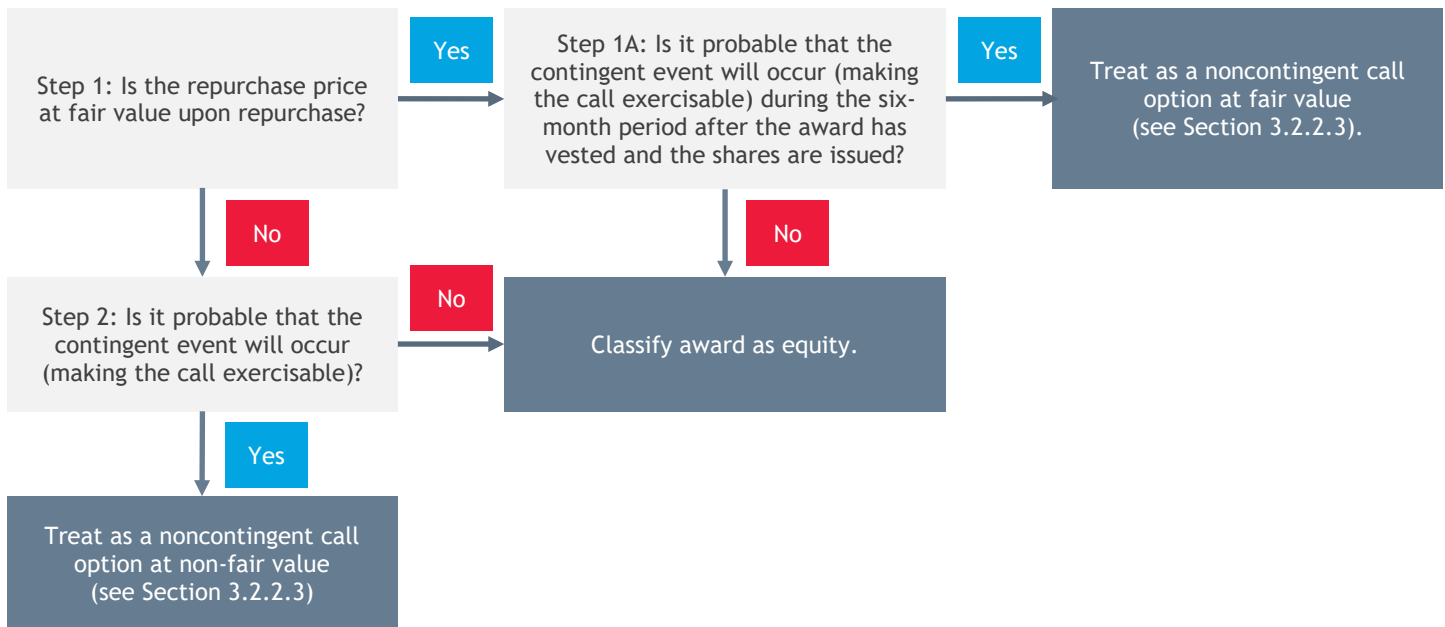 Step 1: Is the repurchase price
at fair value upon repurchase?
Yes
Step 1A: Is it probable that the
contingent event will occur (making
the call exercisable) during the six-
month period after the award has
vested and the shares are issued?
Yes
Treat as a noncontingent call
option at fair value
(see Section 3.2.2.3).
No
No
Step 2: Is it probable that the
contingent event will occur
(making the call exercisable)?
No
Classify award as equity.
Yes
Treat as a noncontingent call
option at non-fair value
(see Section 3.2.2.3)